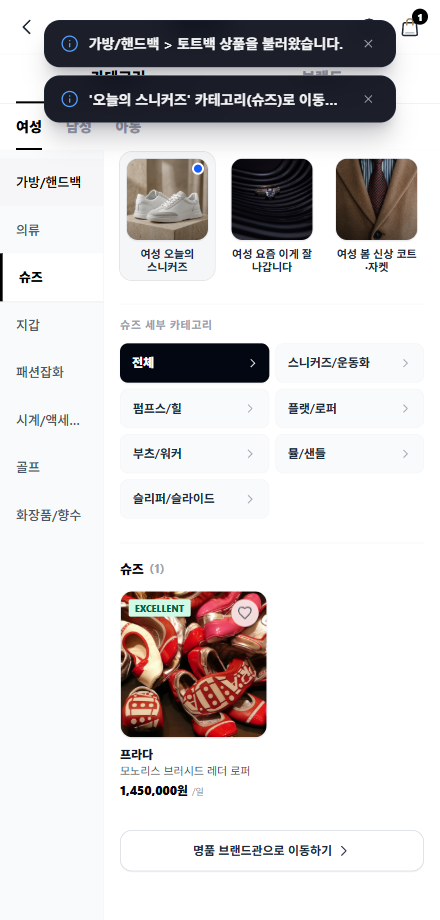 1
가방/핸드백 > 토트백 상품을 불러왔습니다.
'오늘의 스니커즈' 카테고리(슈즈)로 이동...
여성
남성
아동
가방/핸드백
의류
슈즈
지갑
패션잡화
시계/액세...
골프
화장품/향수
여성 오늘의
스니커즈
여성 요즘 이게 잘
나갑니다
여성 봄 신상 코트
·자켓
슈즈 세부 카테고리
전체
스니커즈/운동화
펌프스/힐
플랫/로퍼
부츠/워커
뮬/샌들
슬리퍼/슬라이드
슈즈 (1)
EXCELLENT
프라다
모노리스 브러시드 레더 로퍼
1,450,000원 /일
명품 브랜드관으로 이동하기